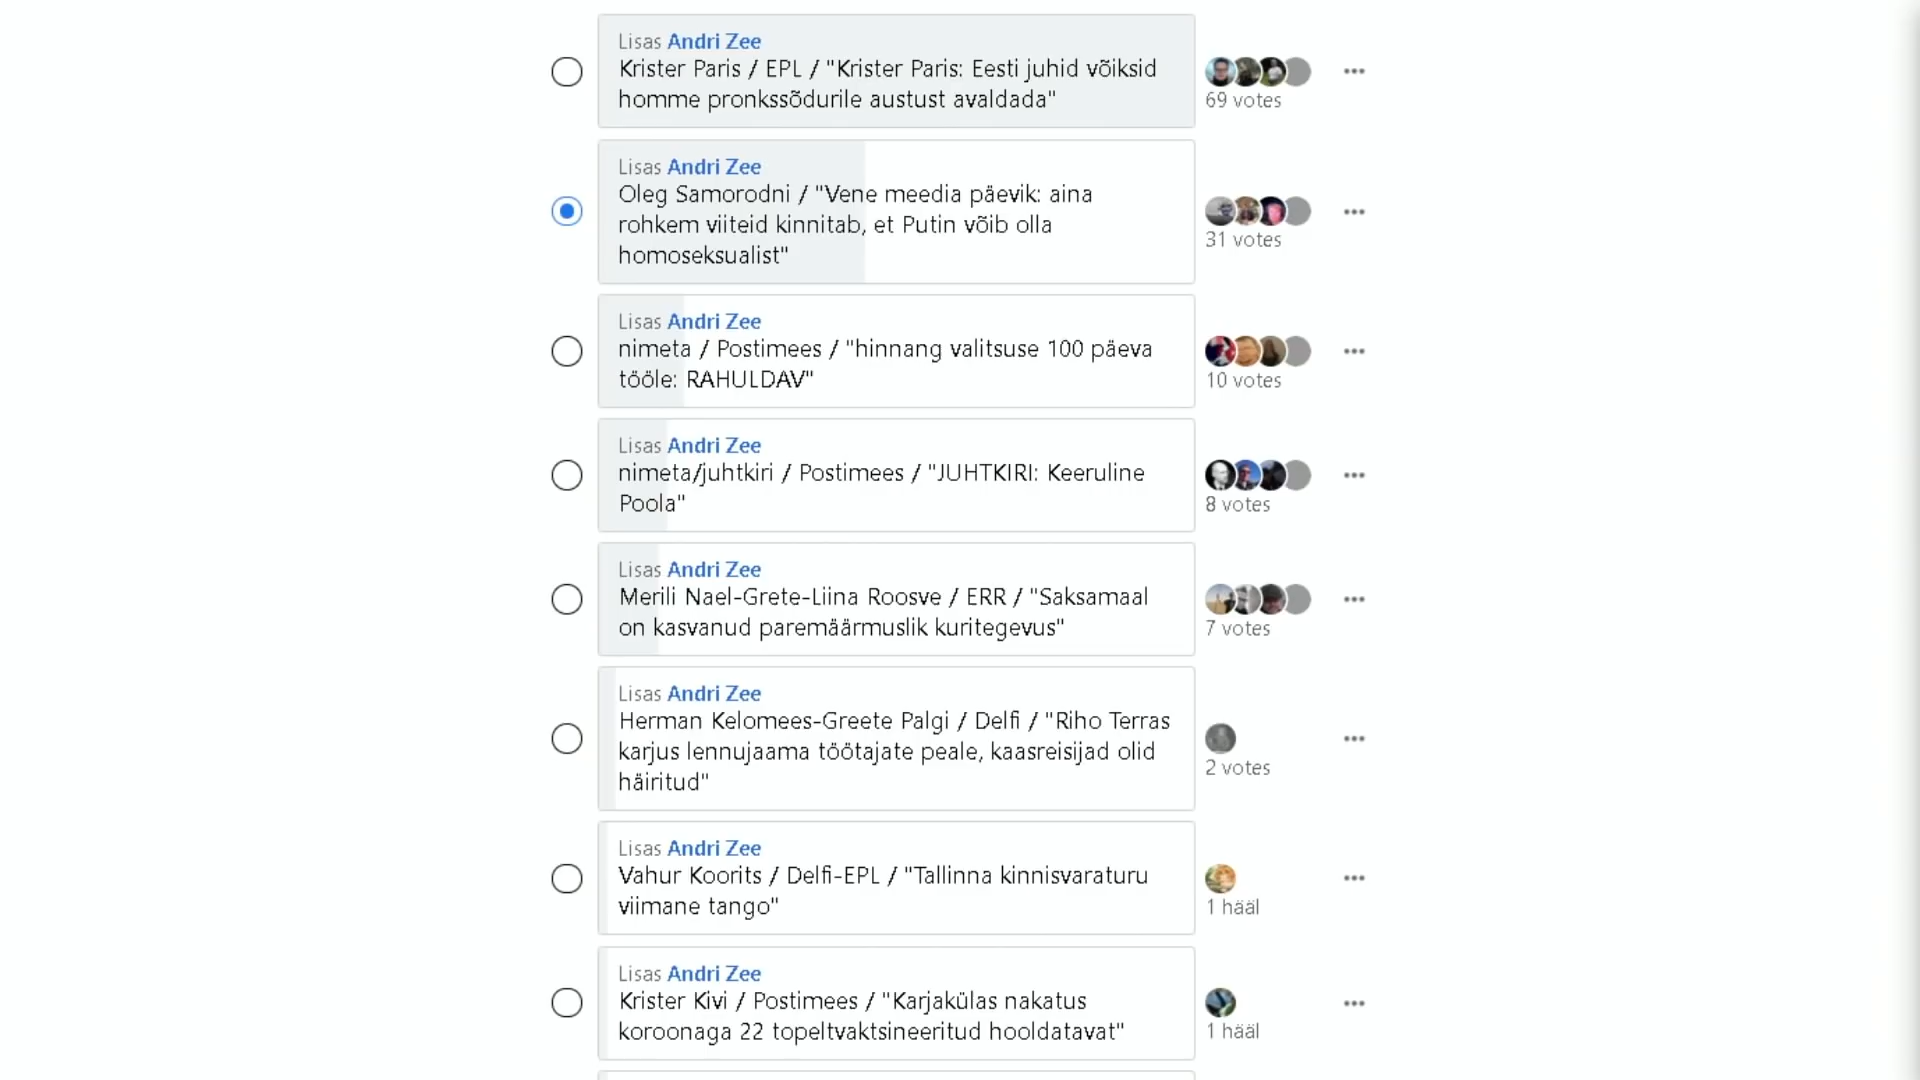 Lisas Andri Zee
Krister Paris / EPL / "Krister Paris: Eesti juhid võiksid
homme pronkssõdurile austust avaldada"
69 votes
Lisas Andri Zee
Oleg Samorodni / "Vene meedia päevik: aina
rohkem viiteid kinnitab, et Putin võib olla
homoseksualist"
31 votes
Lisas Andri Zee
nimeta / Postimees / "hinnang valitsuse 100 päeva
tööle: RAHULDAV"
10 votes
Lisas Andri Zee
nimeta/juhtkiri / Postimees / "JUHTKIRI: Keeruline
Poola"
8 votes
Lisas Andri Zee
Merili Nael-Grete-Liina Roosve / ERR / "Saksamaal
on kasvanud paremäärmuslik kuritegevus"
7 votes
Lisas Andri Zee
Herman Kelomees-Greete Palgi / Delfi / "Riho Terras
karjus lennujaama töötajate peale, kaasreisijad olid
häiritud"
2 votes
Lisas Andri Zee
Vahur Koorits / Delfi-EPL / "Tallinna kinnisvaraturu
viimane tango"
1 hääl
Lisas Andri Zee
Krister Kivi / Postimees / "Karjakülas nakatus
koroonaga 22 topeltvaktsineeritud hooldatavat"
1 hääl